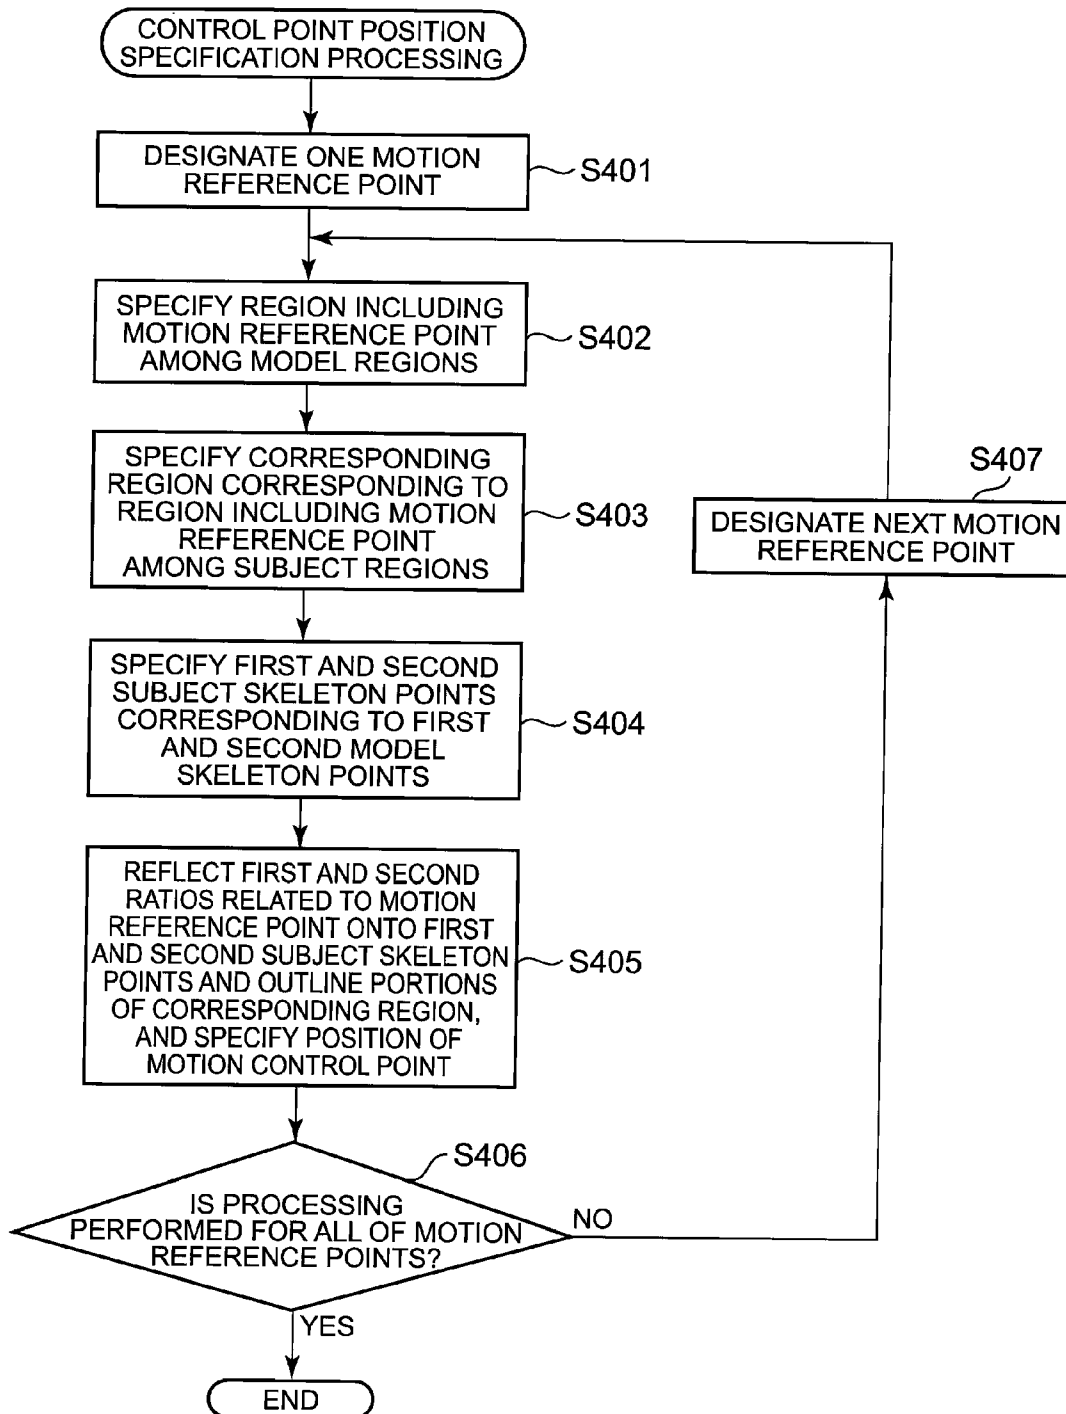 CONTROL POINT POSITION
SPECIFICATION PROCESSING
DESIGNATE ONE MOTION
REFERENCE POINT
S401
SPECIFY REGION INCLUDING
MOTION REFERENCE POINT
AMONG MODEL REGIONS
S402
SPECIFY CORRESPONDING
REGION CORRESPONDING TO
REGION INCLUDING MOTION
REFERENCE POINT
AMONG SUBJECT REGIONS
S403
S407
DESIGNATE NEXT MOTION
REFERENCE POINT
SPECIFY FIRST AND SECOND
SUBJECT SKELETON POINTS
CORRESPONDING TO FIRST
AND SECOND MODEL
SKELETON POINTS
S404
REFLECT FIRST AND SECOND
RATIOS RELATED TO MOTION
REFERENCE POINT ONTO FIRST
AND SECOND SUBJECT SKELETON
POINTS AND OUTLINE PORTIONS
OF CORRESPONDING REGION,
AND SPECIFY POSITION OF
MOTION CONTROL POINT
S405
S406
IS PROCESSING
PERFORMED FOR ALL OF MOTION
REFERENCE POINTS?
NO
YES
END